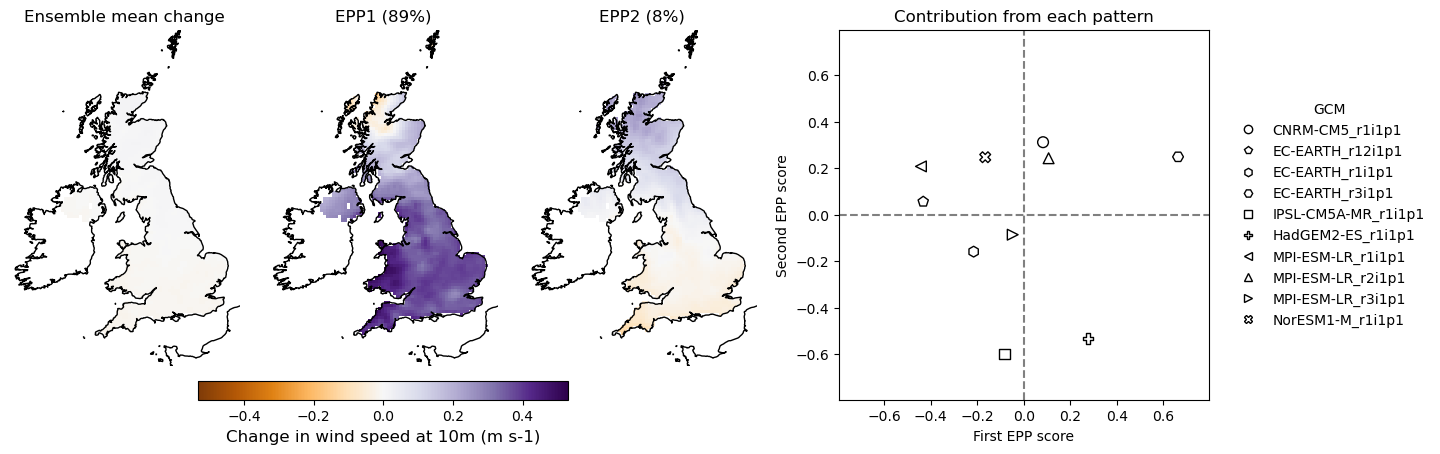 Ensemble mean change
EPP1 (89%)
EPP2 (8%)
Contribution from each pattern
−0.4
−0.2
0.0
0.2
0.4
Change in wind speed at 10m (m s-1)
Second EPP score
0.6
0.4
0.2
0.0
−0.2
−0.4
−0.6
−0.6
−0.4
−0.2
0.0
0.2
0.4
0.6
First EPP score
GCM
CNRM-CM5_r1i1p1
EC-EARTH_r12i1p1
EC-EARTH_r1i1p1
EC-EARTH_r3i1p1
IPSL-CM5A-MR_r1i1p1
HadGEM2-ES_r1i1p1
MPI-ESM-LR_r1i1p1
MPI-ESM-LR_r2i1p1
MPI-ESM-LR_r3i1p1
NorESM1-M_r1i1p1